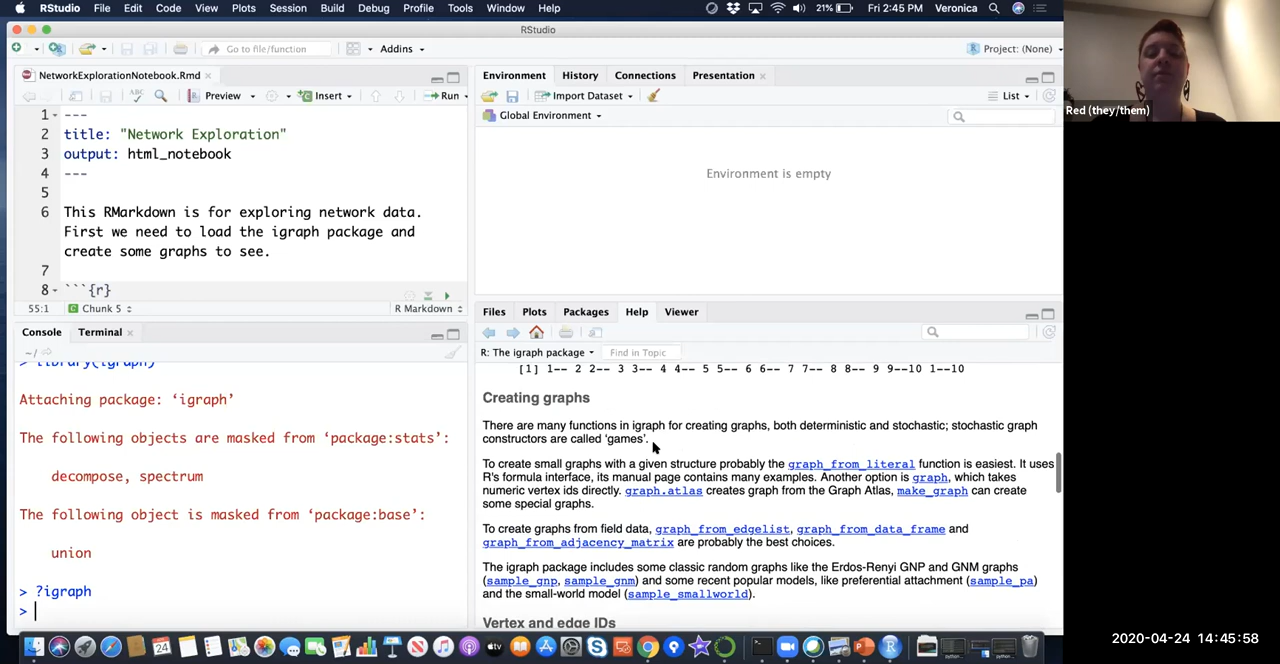 RStudio File Edit Code View Plots Session Build Debug Profile Tools Window Help 21% Fri 2:45 PM Veronica
RStudio
Go to file/function Addins Project: (None)
NetworkExplorationNotebook.Rmd
Preview Insert Run
1 ---
2 title: "Network Exploration"
3 output: html_notebook
4 ---
5
6 This RMarkdown is for exploring network data.
First we need to load the igraph package and
create some graphs to see.
7
8 ```{r}
55:1 Chunk 5 R Markdown
Console Terminal
~/
> library(igraph)
Attaching package: ‘igraph’
The following objects are masked from ‘package:stats’:
decompose, spectrum
The following object is masked from ‘package:base’:
union
> ?igraph
>
Environment History Connections Presentation
Import Dataset List
Global Environment
Environment is empty
Files Plots Packages Help Viewer
R: The igraph package Find in Topic
[1] 1-- 2 2-- 3 3-- 4 4-- 5 5-- 6 6-- 7 7-- 8 8-- 9 9--10 1--10
Creating graphs
There are many functions in igraph for creating graphs, both deterministic and stochastic; stochastic graph
constructors are called ‘games’.
To create small graphs with a given structure probably the graph_from_literal function is easiest. It uses
R's formula interface, its manual page contains many examples. Another option is graph, which takes
numeric vertex ids directly. graph.atlas creates graph from the Graph Atlas, make_graph can create
some special graphs.
To create graphs from field data, graph_from_edgelist, graph_from_data_frame and
graph_from_adjacency_matrix are probably the best choices.
The igraph package includes some classic random graphs like the Erdos-Renyi GNP and GNM graphs
(sample_gnp, sample_gnm) and some recent popular models, like preferential attachment (sample_pa)
and the small-world model (sample_smallworld).
Vertex and edge IDs
Red (they/them)
24
2020-04-24 14:45:58